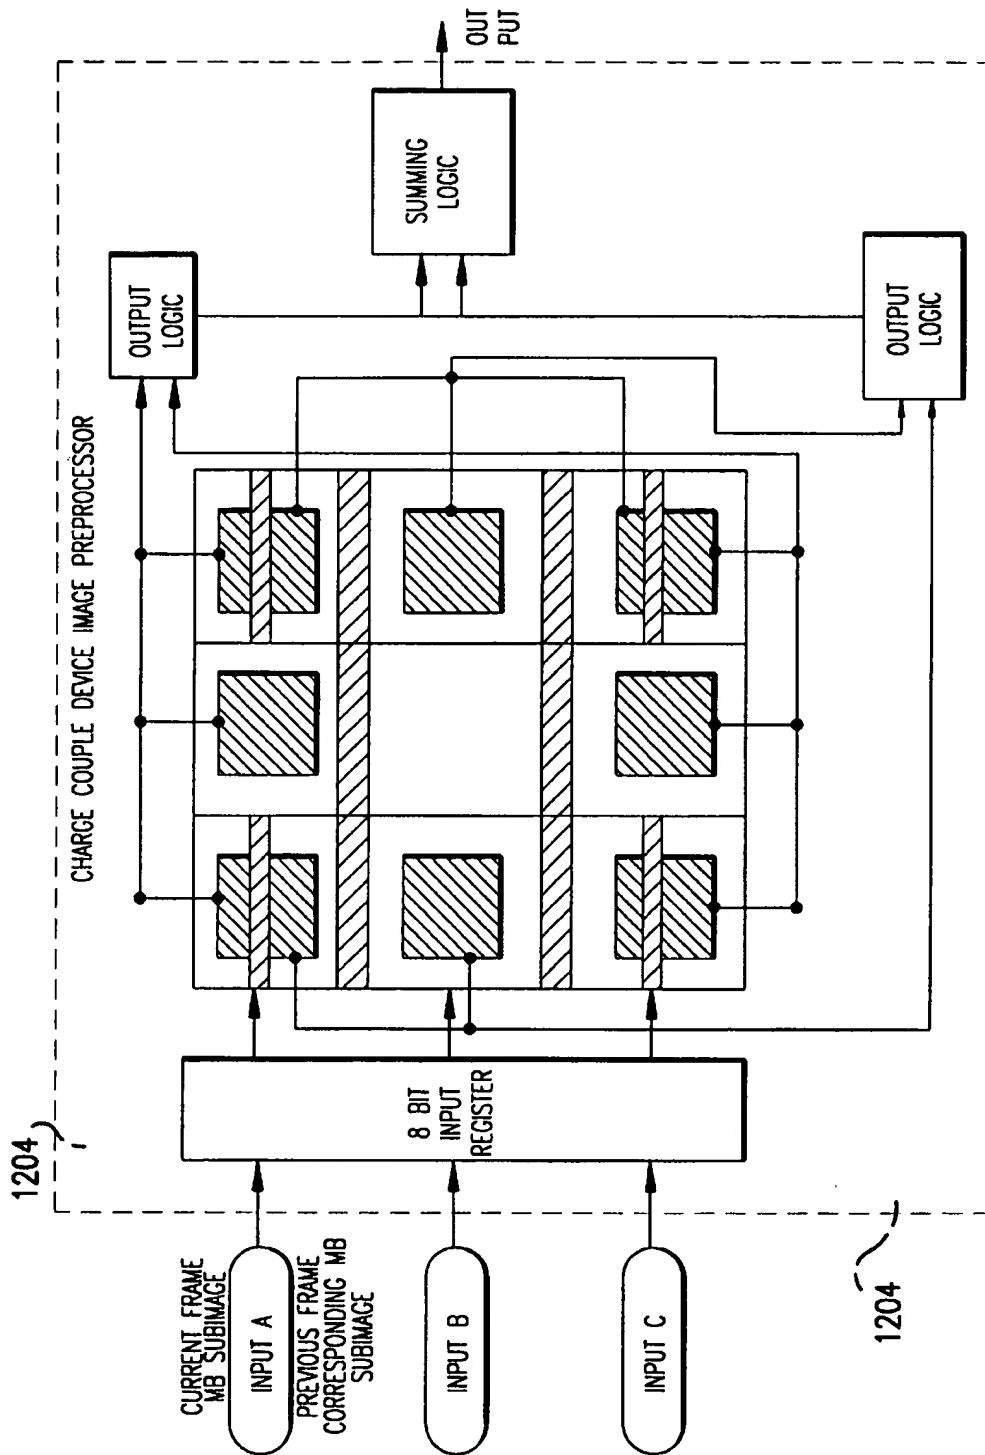 1204
CHARGE COUPLE DEVICE IMAGE PREPROCESSOR
CURRENT FRAME
MB SUBIMAGE
INPUT A
PREVIOUS FRAME
CORRESPONDING MB
SUBIMAGE
INPUT B
INPUT C
8 BIT
INPUT
REGISTER
OUTPUT
LOGIC
OUTPUT
LOGIC
SUMMING
LOGIC
OUT
PUT
1204